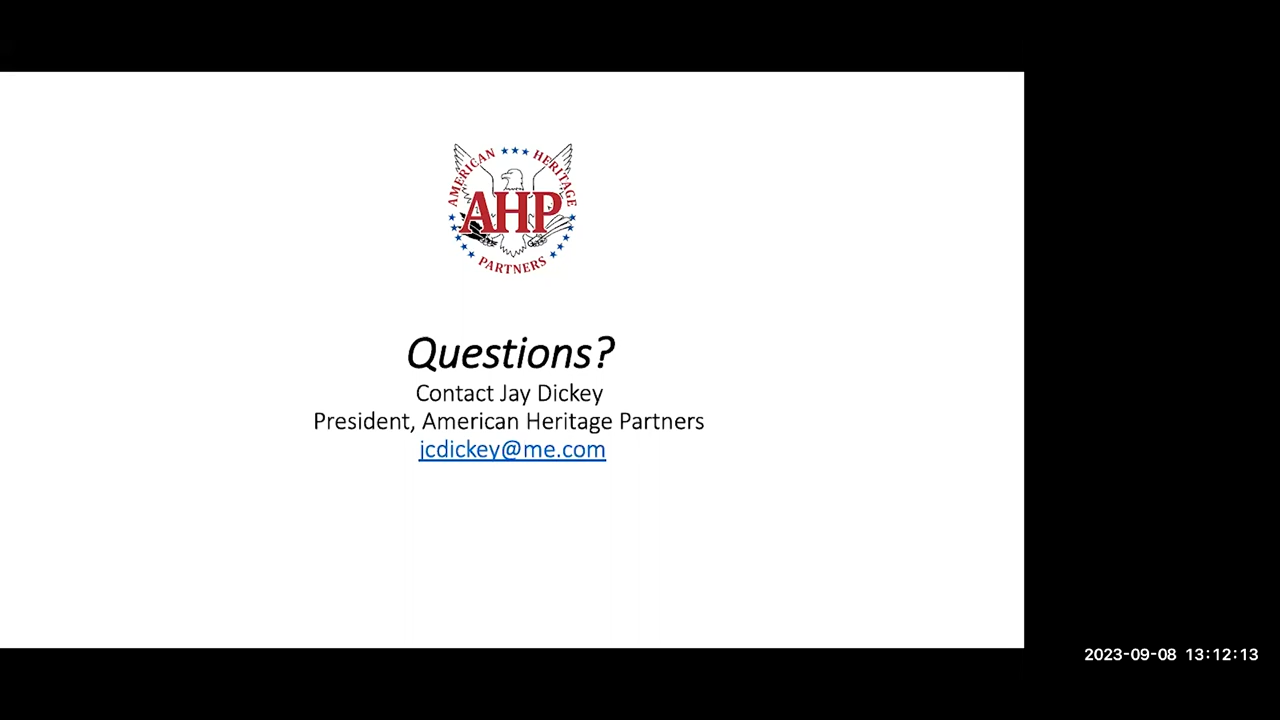 AMERICAN HERITAGE
AHP
PARTNERS
Questions?
Contact Jay Dickey
President, American Heritage Partners
jcdickey@me.com
2023-09-08 13:12:13